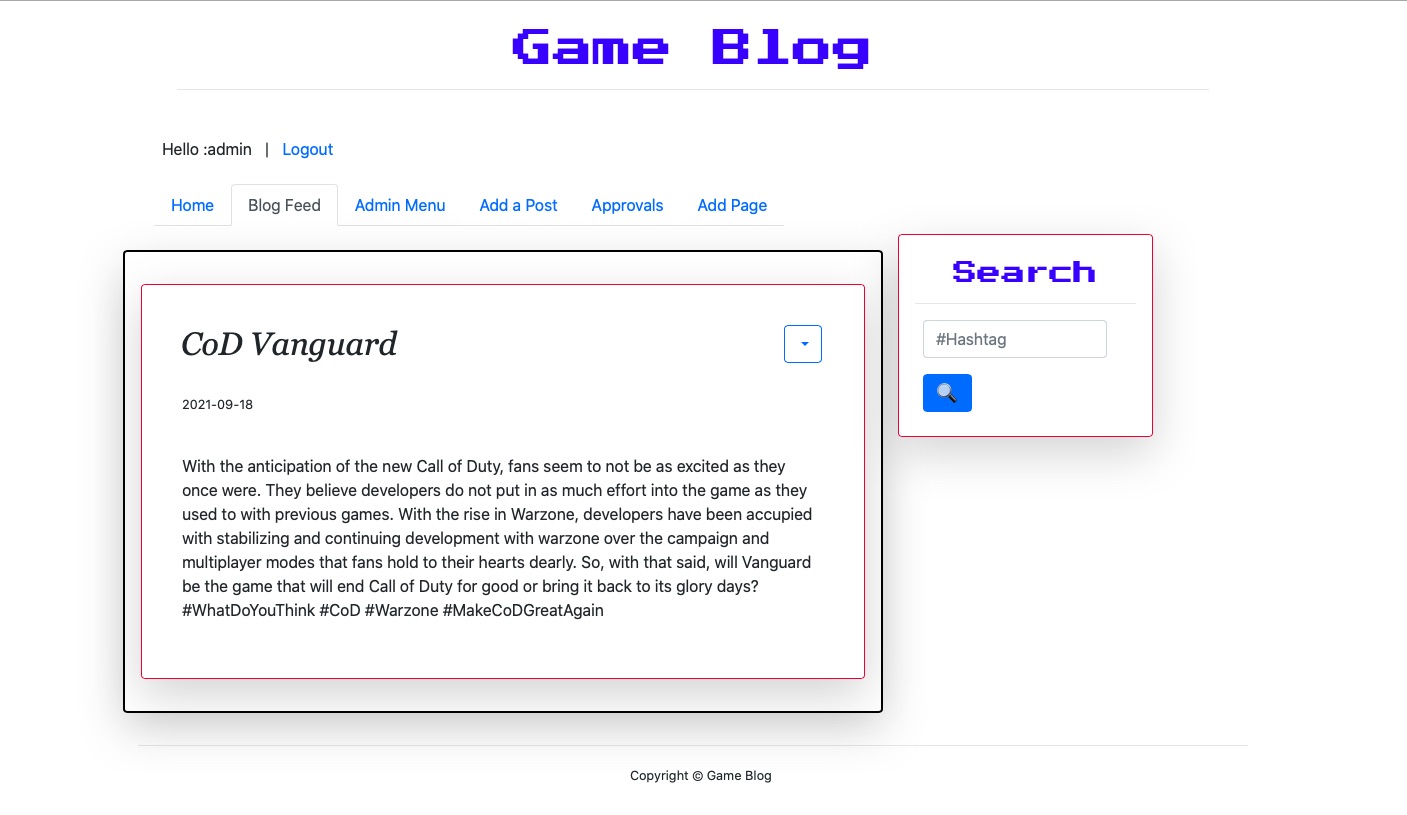 Game Blog
Hello :admin | Logout
Home Blog Feed Admin Menu Add a Post Approvals Add Page
CoD Vanguard
2021-09-18
With the anticipation of the new Call of Duty, fans seem to not be as excited as they
once were. They believe developers do not put in as much effort into the game as they
used to with previous games. With the rise in Warzone, developers have been accupied
with stabilizing and continuing development with warzone over the campaign and
multiplayer modes that fans hold to their hearts dearly. So, with that said, will Vanguard
be the game that will end Call of Duty for good or bring it back to its glory days?
#WhatDoYouThink #CoD #Warzone #MakeCoDGreatAgain
Search
#Hashtag
Copyright © Game Blog